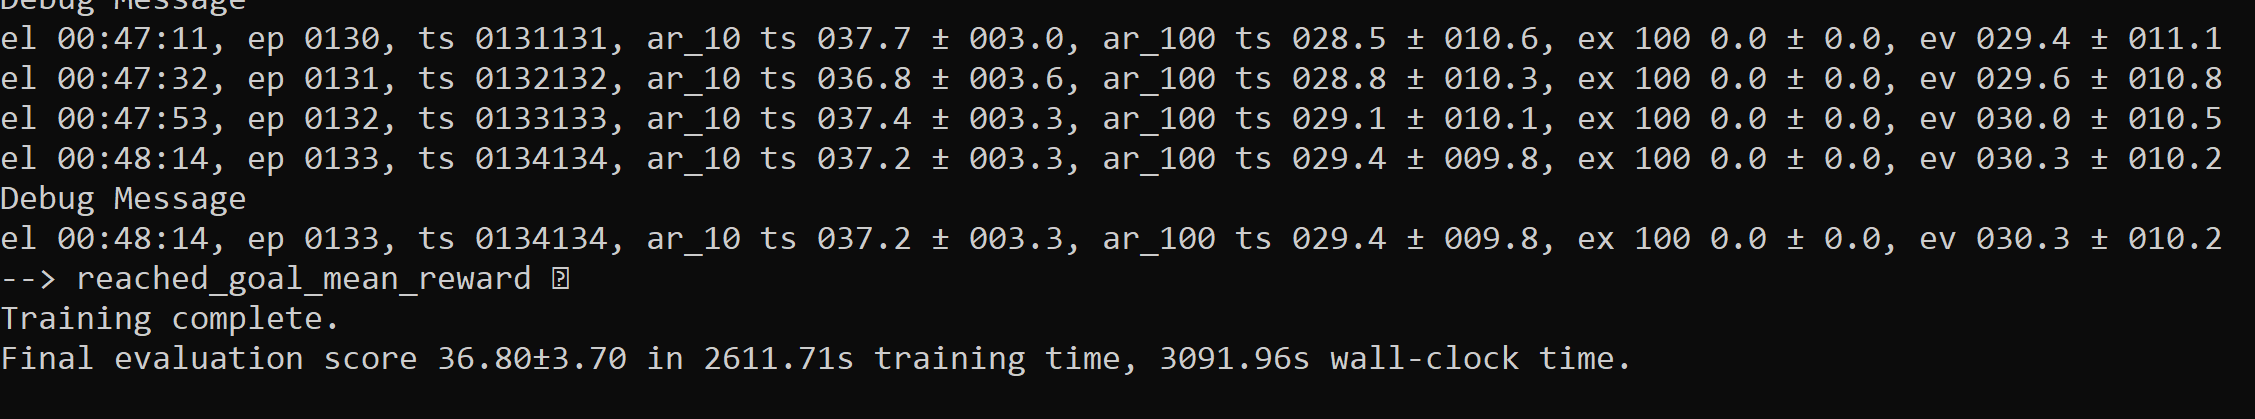 Debug Message
el 00:47:11, ep 0130, ts 0131131, ar_10 ts 037.7 ± 003.0, ar_100 ts 028.5 ± 010.6, ex 100 0.0 ± 0.0, ev 029.4 ± 011.1
el 00:47:32, ep 0131, ts 0132132, ar_10 ts 036.8 ± 003.6, ar_100 ts 028.8 ± 010.3, ex 100 0.0 ± 0.0, ev 029.6 ± 010.8
el 00:47:53, ep 0132, ts 0133133, ar_10 ts 037.4 ± 003.3, ar_100 ts 029.1 ± 010.1, ex 100 0.0 ± 0.0, ev 030.0 ± 010.5
el 00:48:14, ep 0133, ts 0134134, ar_10 ts 037.2 ± 003.3, ar_100 ts 029.4 ± 009.8, ex 100 0.0 ± 0.0, ev 030.3 ± 010.2
Debug Message
el 00:48:14, ep 0133, ts 0134134, ar_10 ts 037.2 ± 003.3, ar_100 ts 029.4 ± 009.8, ex 100 0.0 ± 0.0, ev 030.3 ± 010.2
--> reached_goal_mean_reward ⍰
Training complete.
Final evaluation score 36.80±3.70 in 2611.71s training time, 3091.96s wall-clock time.